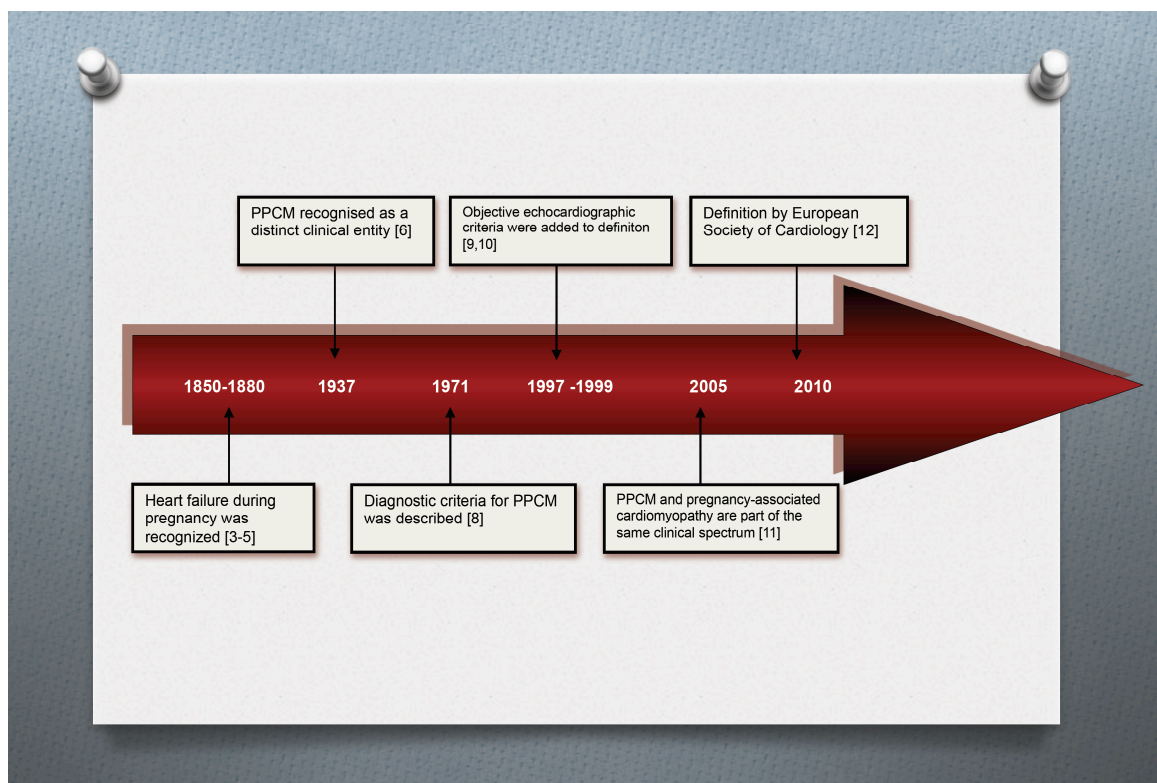 PPCM recognised as a
distinct clinical entity [6]
Objective echocardiographic
criteria were added to definiton
[9,10]
Definition by European
Society of Cardiology [12]
1850-1880
1937
1971
1997 -1999
2005
2010
Heart failure during
pregnancy was
recognized [3-5]
Diagnostic criteria for PPCM
was described [8]
PPCM and pregnancy-associated
cardiomyopathy are part of the
same clinical spectrum [11]